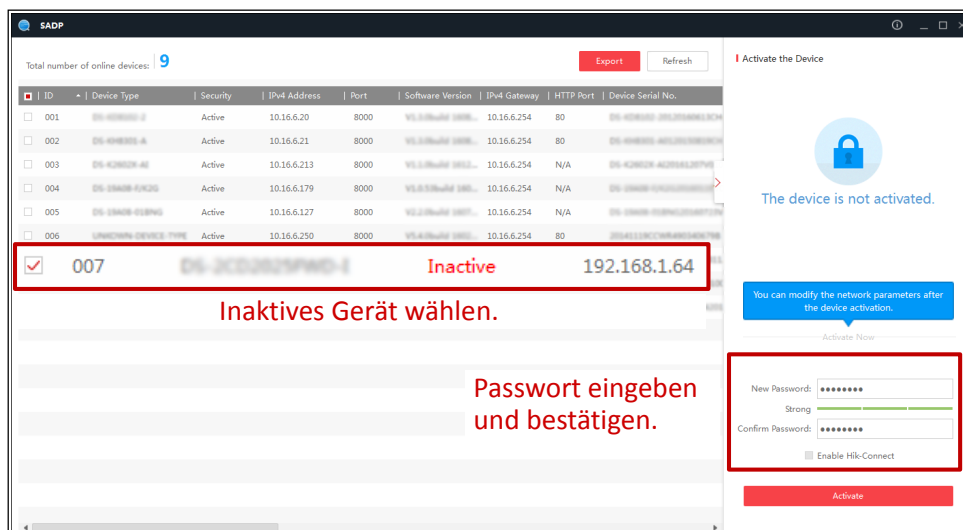 SADP
Total number of online devices: 9
Export
Refresh
ID | Device Type | Security | IPv4 Address | Port | Software Version | IPv4 Gateway | HTTP Port | Device Serial No.
001 Active 10.16.6.20 8000 10.16.6.254 80
002 Active 10.16.6.21 8000 10.16.6.254 80
003 Active 10.16.6.213 8000 10.16.6.254 N/A
004 Active 10.16.6.179 8000 10.16.6.254 N/A
005 Active 10.16.6.127 8000 10.16.6.254 N/A
006 Active 10.16.6.250 8000 10.16.6.254 80
007 Inactive 192.168.1.64
Inaktives Gerät wählen.
Passwort eingeben
und bestätigen.
Activate the Device
The device is not activated.
You can modify the network parameters after
the device activation.
Activate Now
New Password:
Strong
Confirm Password:
Enable Hik-Connect
Activate